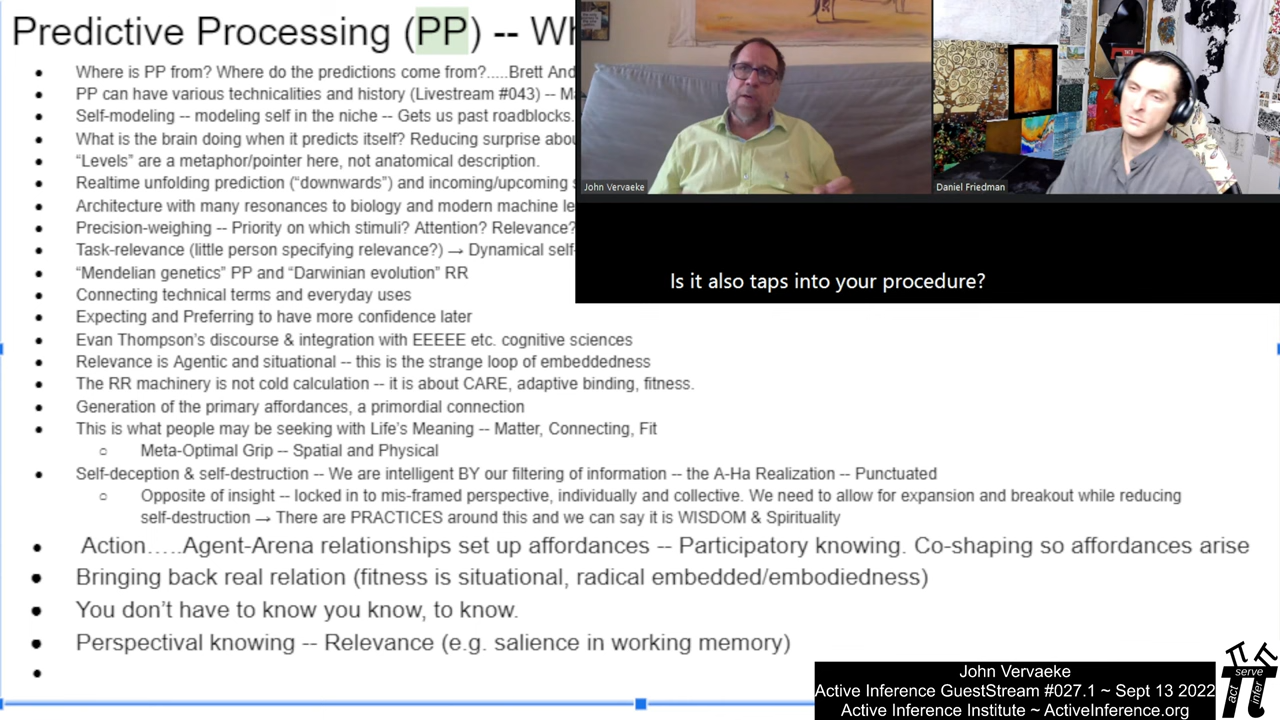 Predictive Processing (PP) -- Wh
Where is PP from? Where do the predictions come from?.....Brett And
PP can have various technicalities and history (Livestream #043) -- Ma
Self-modeling -- modeling self in the niche -- Gets us past roadblocks.
What is the brain doing when it predicts itself? Reducing surprise abou
“Levels” are a metaphor/pointer here, not anatomical description.
Realtime unfolding prediction (“downwards”) and incoming/upcoming s
Architecture with many resonances to biology and modern machine le
Precision-weighing -- Priority on which stimuli? Attention? Relevance?
Task-relevance (little person specifying relevance?) → Dynamical self-
“Mendelian genetics” PP and “Darwinian evolution” RR
Connecting technical terms and everyday uses
Expecting and Preferring to have more confidence later
Evan Thompson’s discourse & integration with EEEEE etc. cognitive sciences
Relevance is Agentic and situational -- this is the strange loop of embeddedness
The RR machinery is not cold calculation -- it is about CARE, adaptive binding, fitness.
Generation of the primary affordances, a primordial connection
This is what people may be seeking with Life’s Meaning -- Matter, Connecting, Fit
Meta-Optimal Grip -- Spatial and Physical
Self-deception & self-destruction -- We are intelligent BY our filtering of information -- the A-Ha Realization -- Punctuated
Opposite of insight -- locked in to mis-framed perspective, individually and collective. We need to allow for expansion and breakout while reducing
self-destruction → There are PRACTICES around this and we can say it is WISDOM & Spirituality
Action…..Agent-Arena relationships set up affordances -- Participatory knowing. Co-shaping so affordances arise
Bringing back real relation (fitness is situational, radical embedded/embodiedness)
You don’t have to know you know, to know.
Perspectival knowing -- Relevance (e.g. salience in working memory)
John Vervaeke
Daniel Friedman
Is it also taps into your procedure?
John Vervaeke
Active Inference GuestStream #027.1 ~ Sept 13 2022
Active Inference Institute ~ ActiveInference.org
serve
act
infer